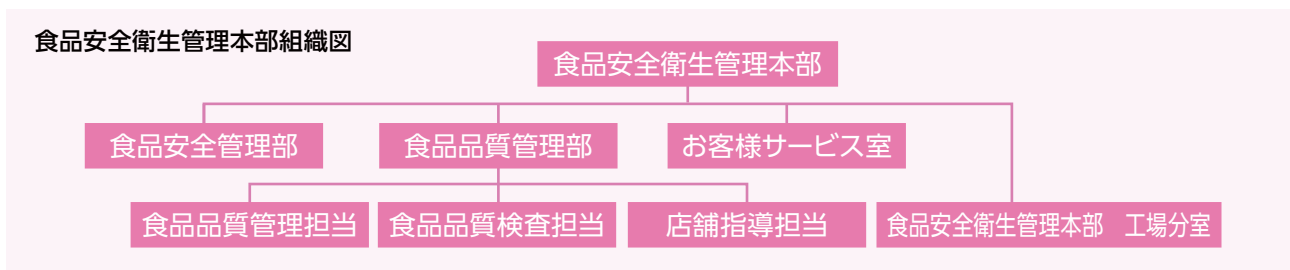 食品安全衛生管理本部組織図
食品安全衛生管理本部
食品安全管理部
食品品質管理部
お客様サービス室
食品品質管理担当
食品品質検査担当
店舗指導担当
食品安全衛生管理本部　工場分室